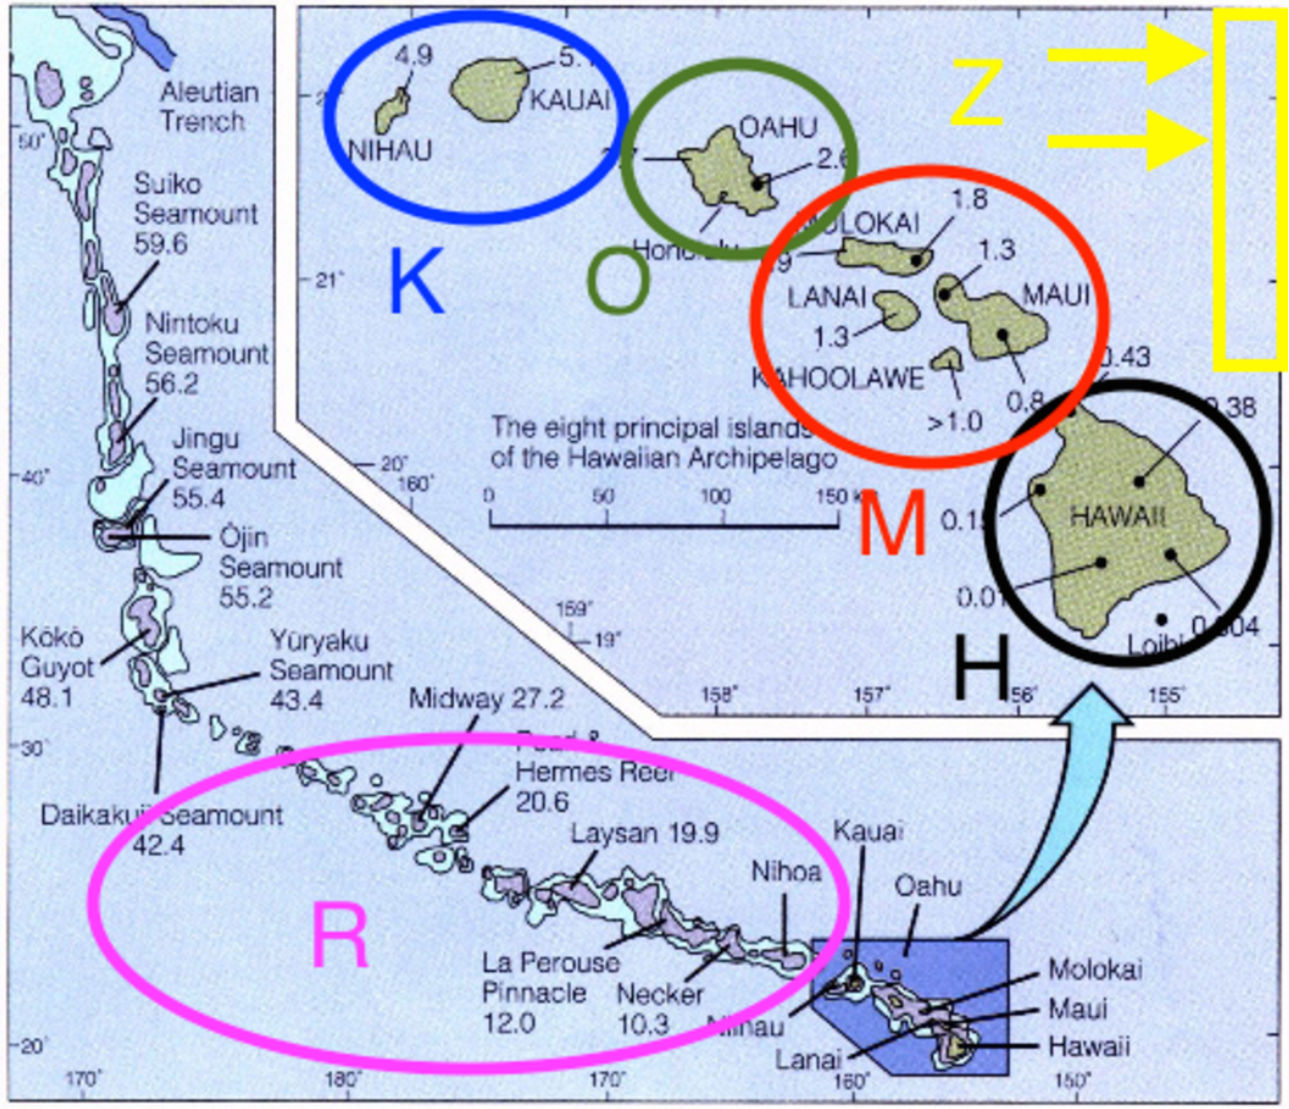 Aleutian
Trench
50°
Suiko
Seamount
59.6
Nintoku
Seamount
56.2
Jingu
Seamount
55.4
40°
Ōjin
Seamount
55.2
Kōkō
Guyot
48.1
Yūryaku
Seamount
43.4
Midway 27.2
30°
Daikakuji Seamount
42.4
Hermes Reef
20.6
Laysan 19.9
Nihoa
Kauai
Oahu
R
La Perouse
Pinnacle
12.0
Necker
10.3
Niihau
Lanai
Molokai
Maui
Hawaii
20°
170°
180°
170°
160°
150°
4.9
5.1
KAUAI
NIHAU
K
OAHU
2.6
Honolulu
O
Z
21°
1.8
MOLOKAI
1.3
LANAI
MAUI
1.3
KAHOOLAWE
0.8
>1.0
0.43
M
The eight principal islands
of the Hawaiian Archipelago
20°
160°
0
50
100
150
0.38
HAWAII
Loihi
H
159°
19°
158°
157°
156°
155°